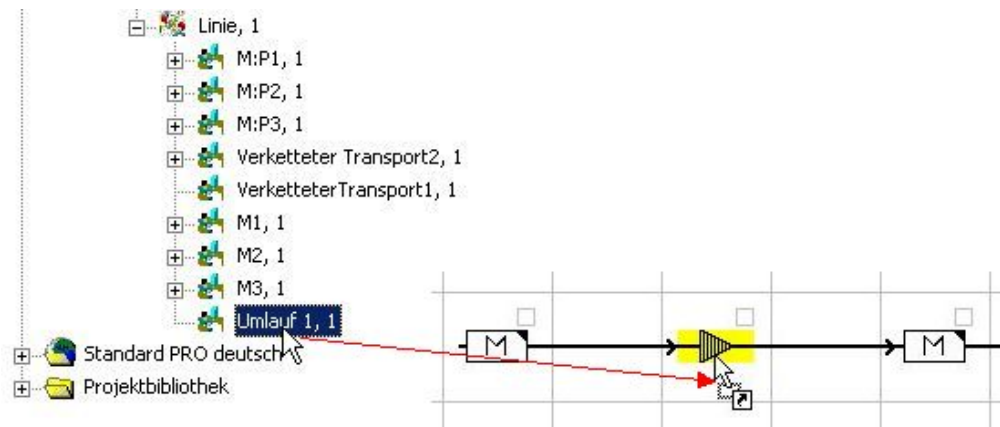 Linie, 1
M:P1, 1
M:P2, 1
M:P3, 1
Verketteter Transport2, 1
VerketteterTransport1, 1
M1, 1
M2, 1
M3, 1
Umlauf 1, 1
M M
Standard PRO deutsch
Projektbibliothek